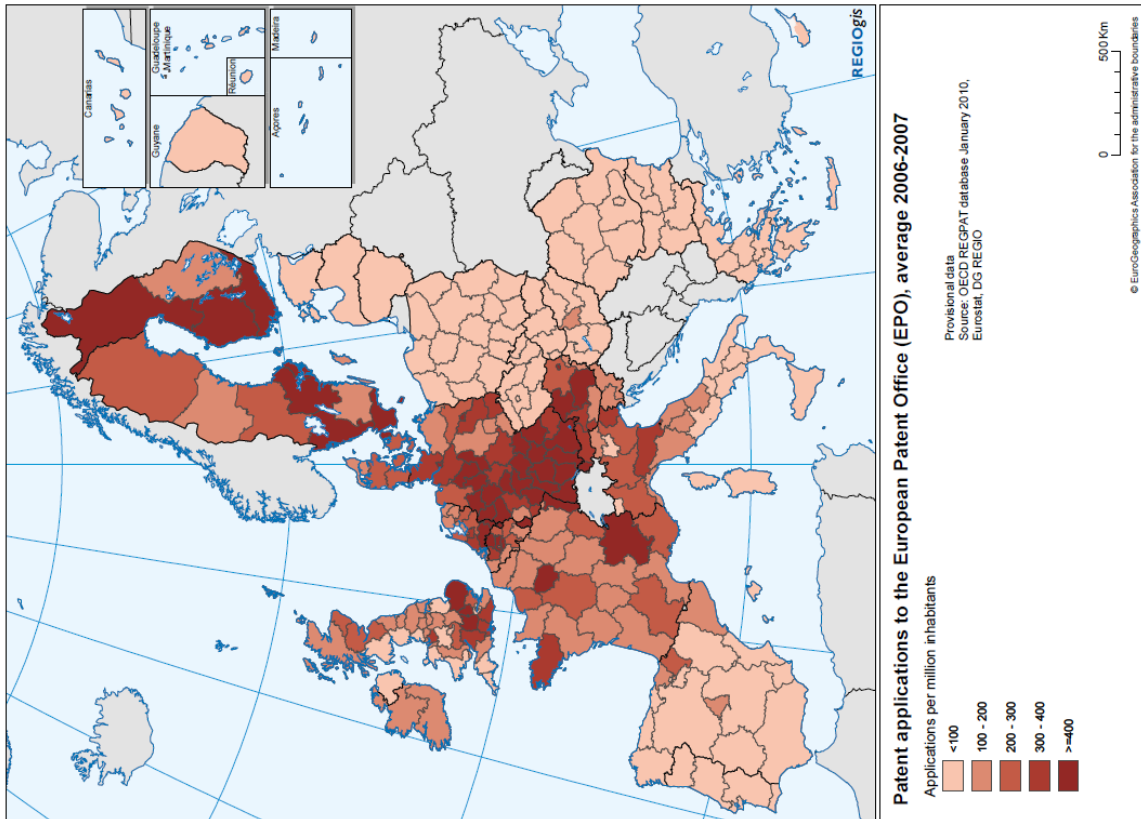 Canarias
Guyane
Guadeloupe
Martinique
Réunion
Açores
Madeira
REGIOgis
Patent applications to the European Patent Office (EPO), average 2006-2007
Applications per million inhabitants
<100
100 - 200
200 - 300
300 - 400
>=400
Provisional data
Source: OECD REGPAT database January 2010,
Eurostat, DG REGIO
0 500 Km
© EuroGeographics Association for the administrative boundaries